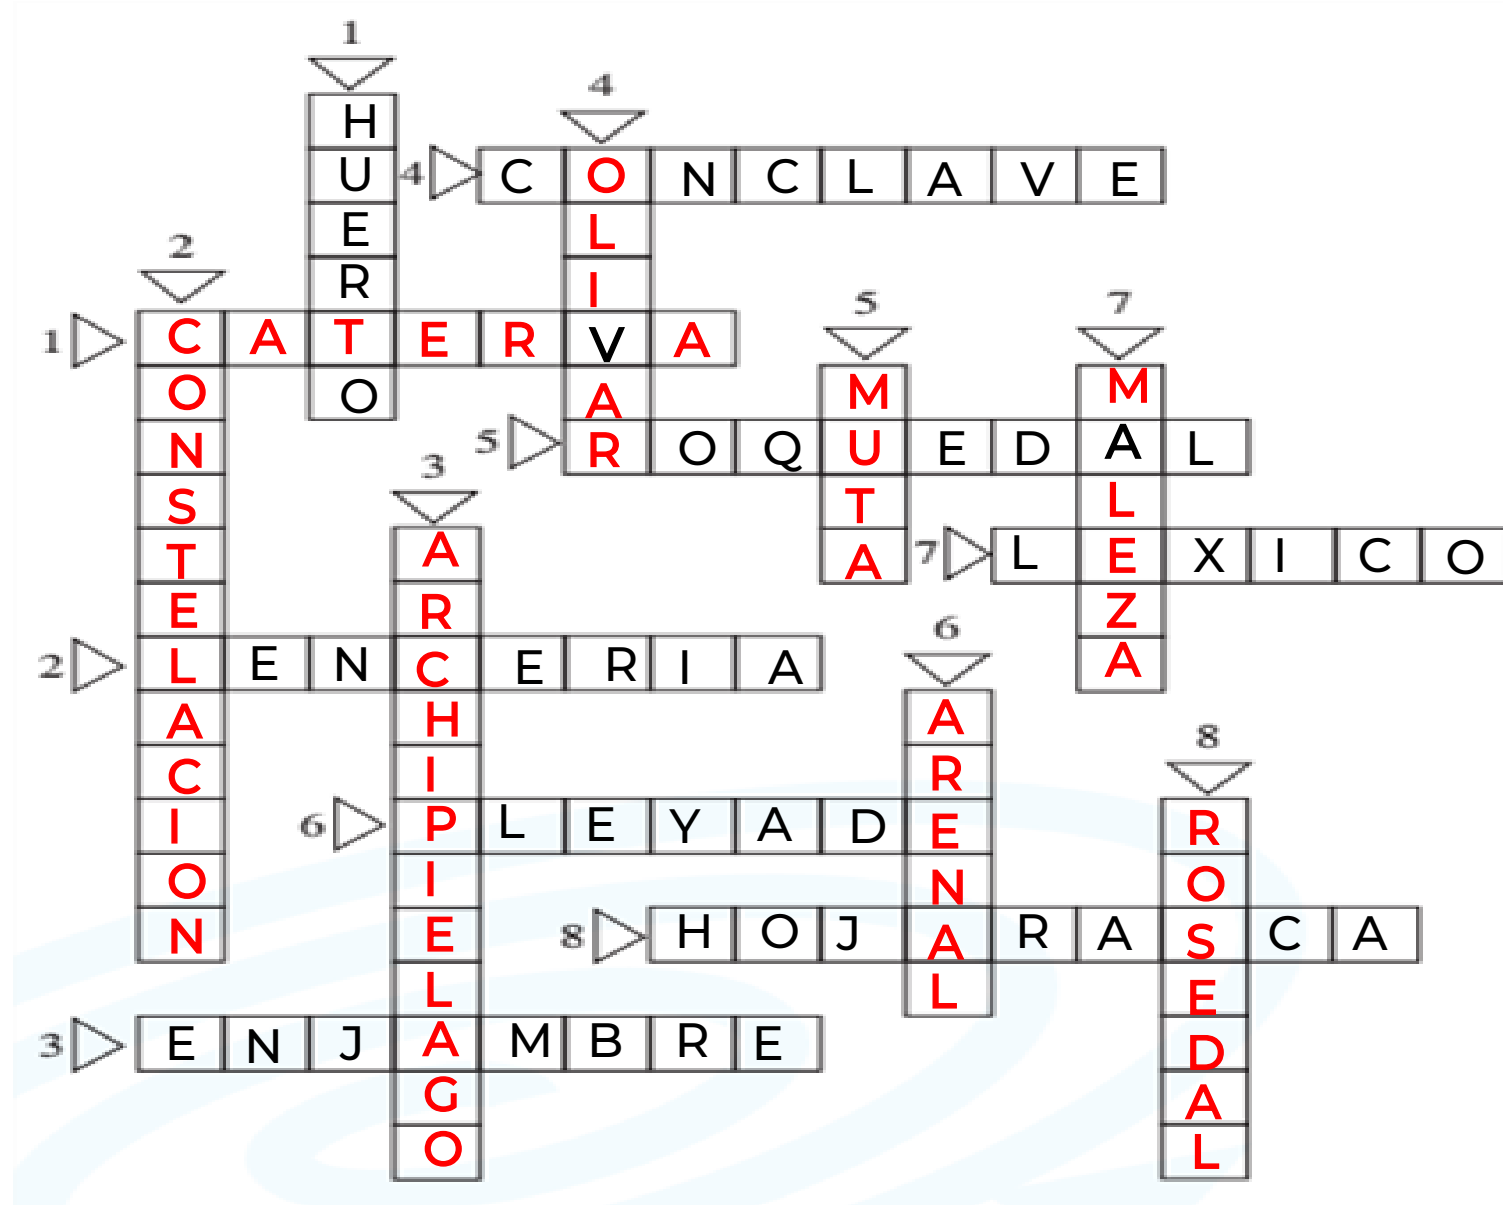 1 HUERTO
4 OLIVAR
4 CONCLAVE
2 CONSTELACION
1 CATERVA
5 MUTA
7 MALEZA
5 ROQUEDAL
3 ARCHIPIELAGO
7 LEXICO
2 LENCERIA
6 ARENAL
8 ROSEDAL
6 PLEYADE
8 HOJARASCA
3 ENJAMBRE